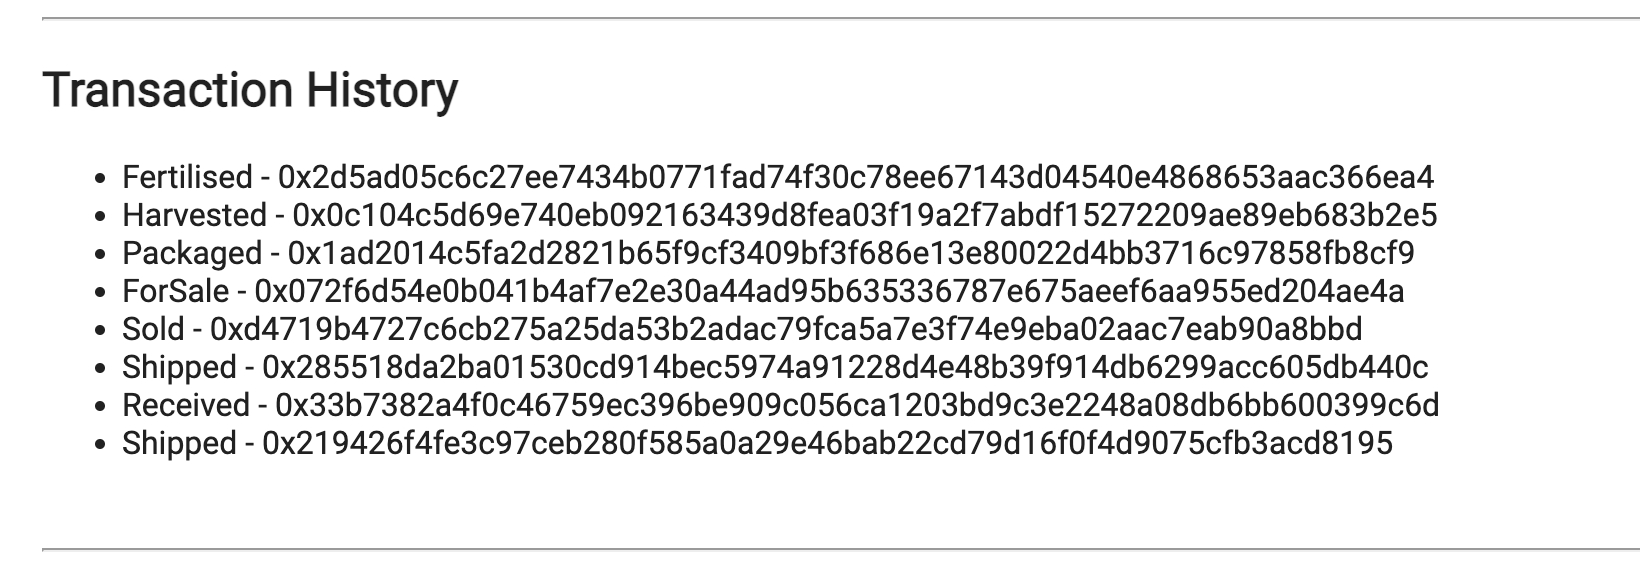 Transaction History
• Fertilised - 0x2d5ad05c6c27ee7434b0771fad74f30c78ee67143d04540e4868653aac366ea4
• Harvested - 0x0c104c5d69e740eb092163439d8fea03f19a2f7abdf15272209ae89eb683b2e5
• Packaged - 0x1ad2014c5fa2d2821b65f9cf3409bf3f686e13e80022d4bb3716c97858fb8cf9
• ForSale - 0x072f6d54e0b041b4af7e2e30a44ad95b635336787e675aeef6aa955ed204ae4a
• Sold - 0xd4719b4727c6cb275a25da53b2adac79fca5a7e3f74e9eba02aac7eab90a8bbd
• Shipped - 0x285518da2ba01530cd914bec5974a91228d4e48b39f914db6299acc605db440c
• Received - 0x33b7382a4f0c46759ec396be909c056ca1203bd9c3e2248a08db6bb600399c6d
• Shipped - 0x219426f4fe3c97ceb280f585a0a29e46bab22cd79d16f0f4d9075cfb3acd8195